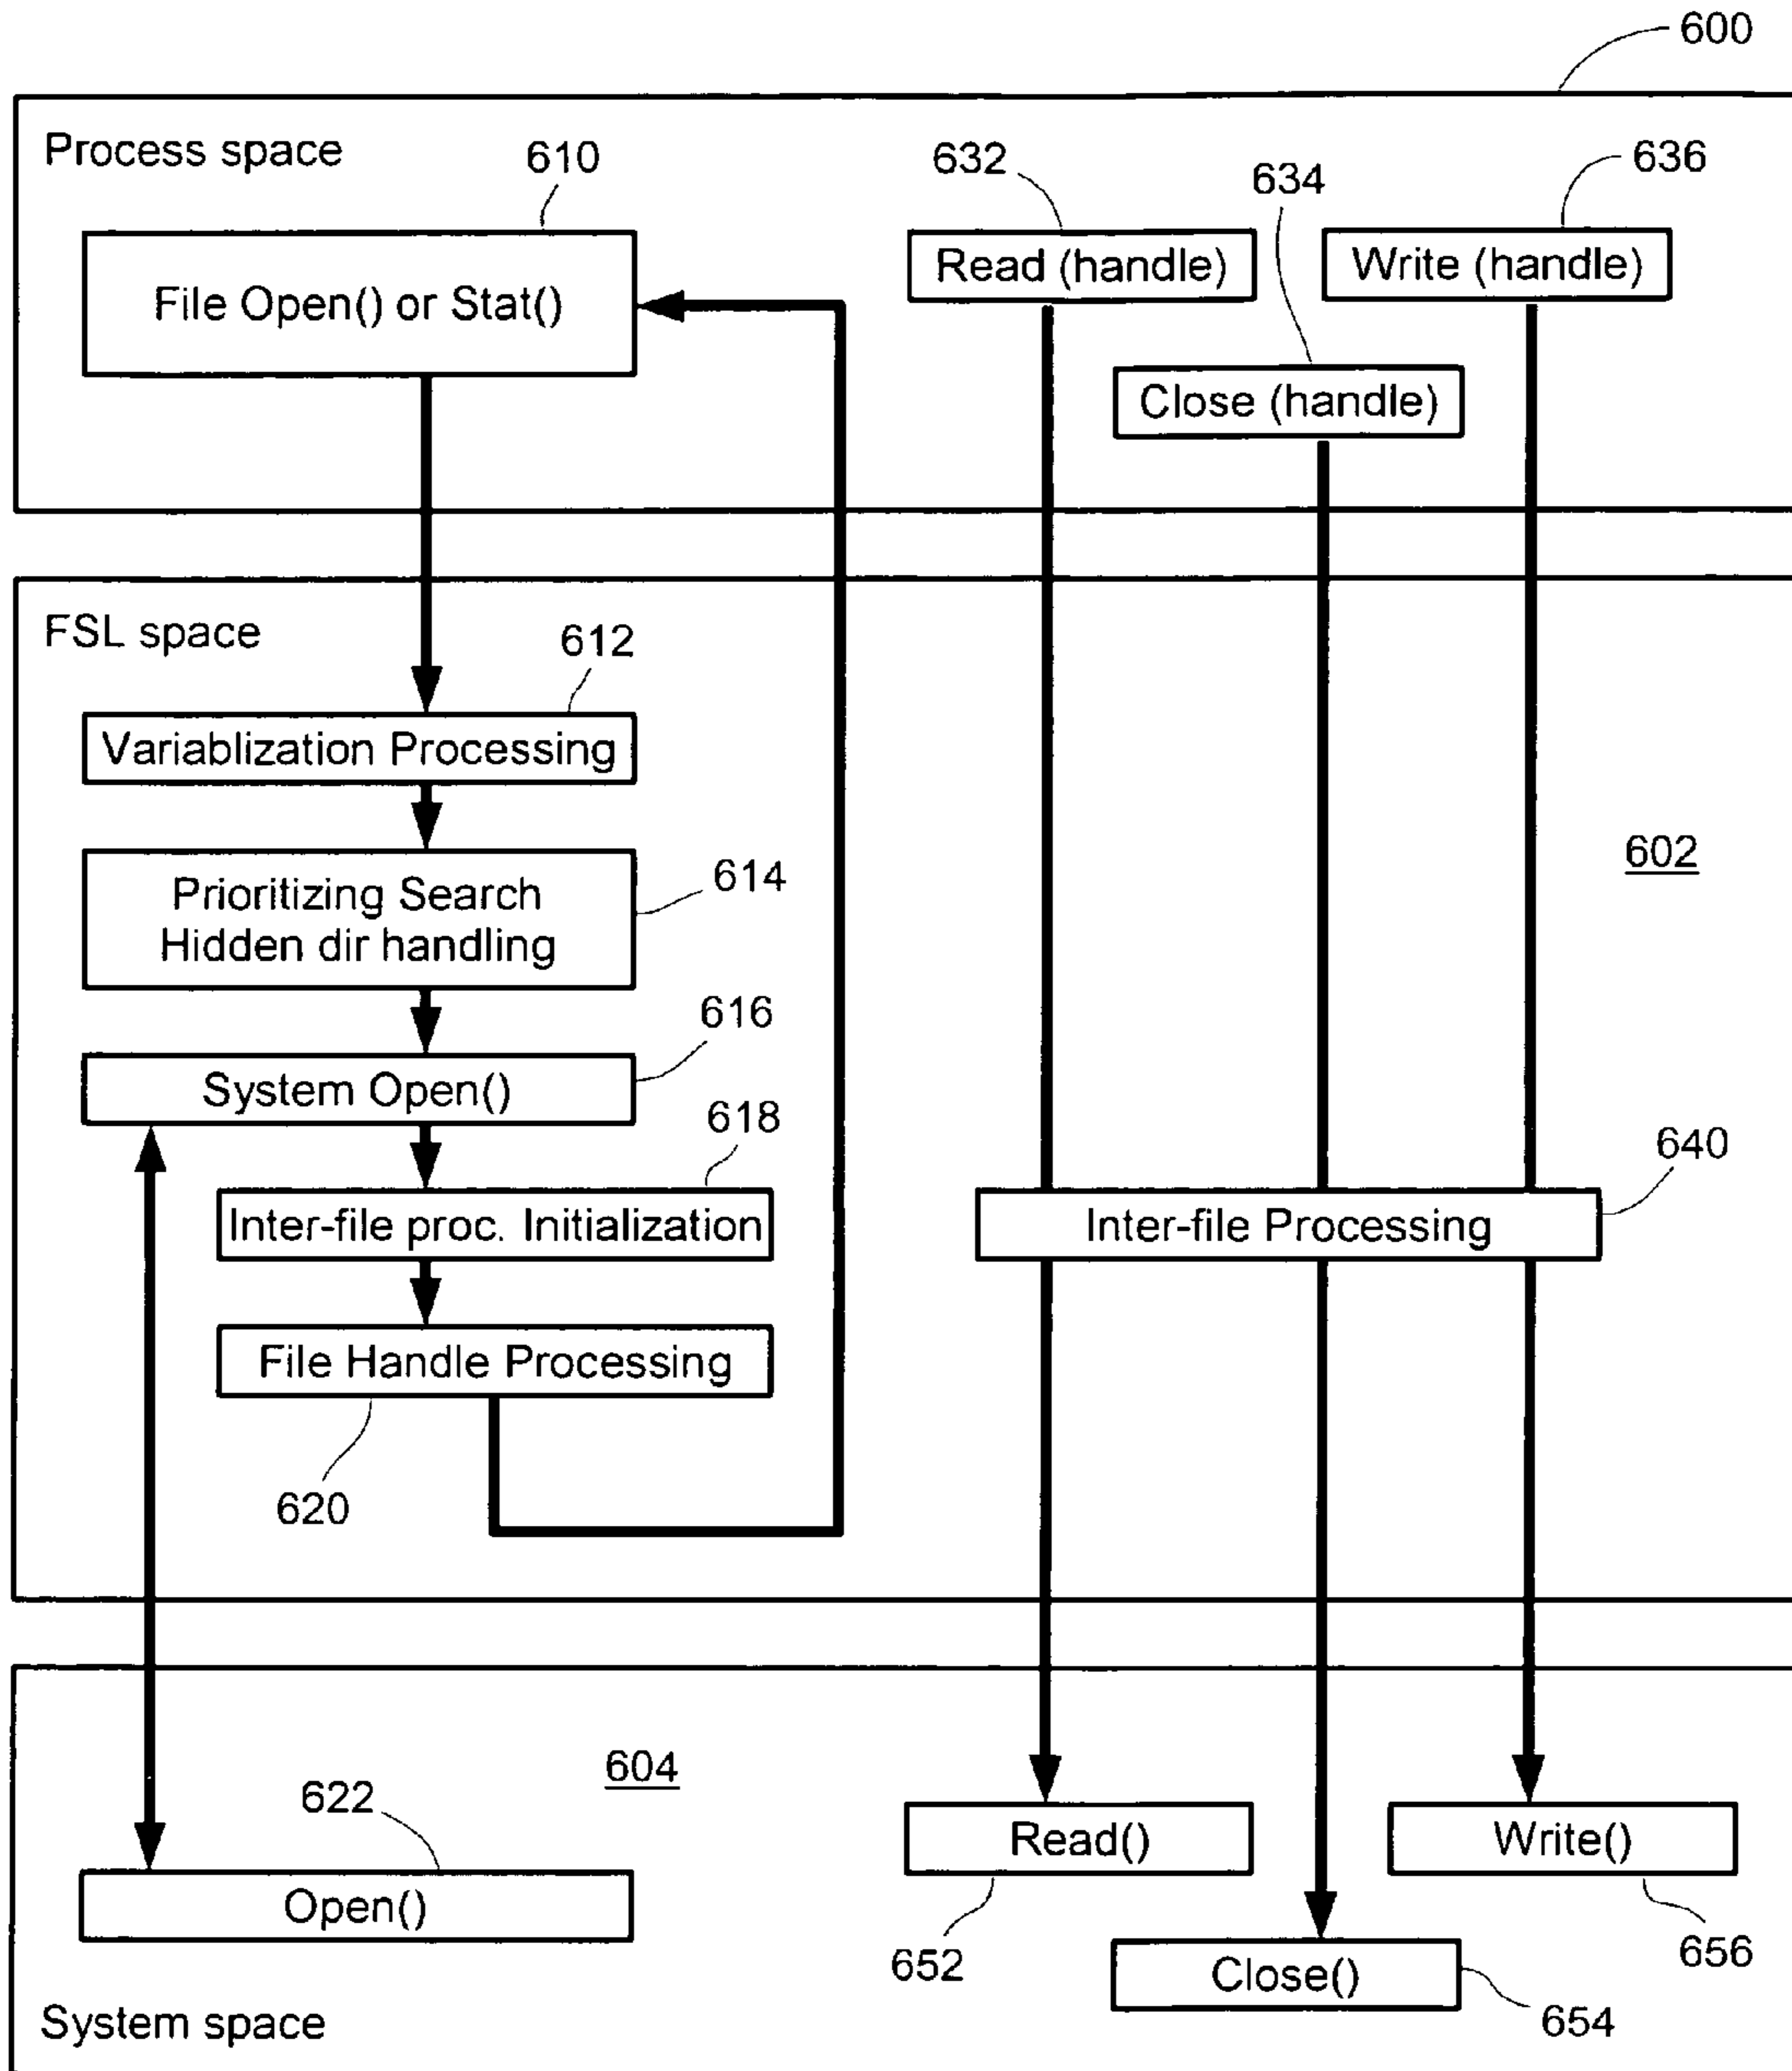 600
Process space
610
632
634
636
File Open() or Stat()
Read (handle)
Write (handle)
Close (handle)
FSL space
612
Variablization Processing
602
Prioritizing Search
Hidden dir handling
614
616
System Open()
618
640
Inter-file proc. Initialization
Inter-file Processing
File Handle Processing
620
604
622
Open()
Read()
Write()
652
656
Close()
654
System space